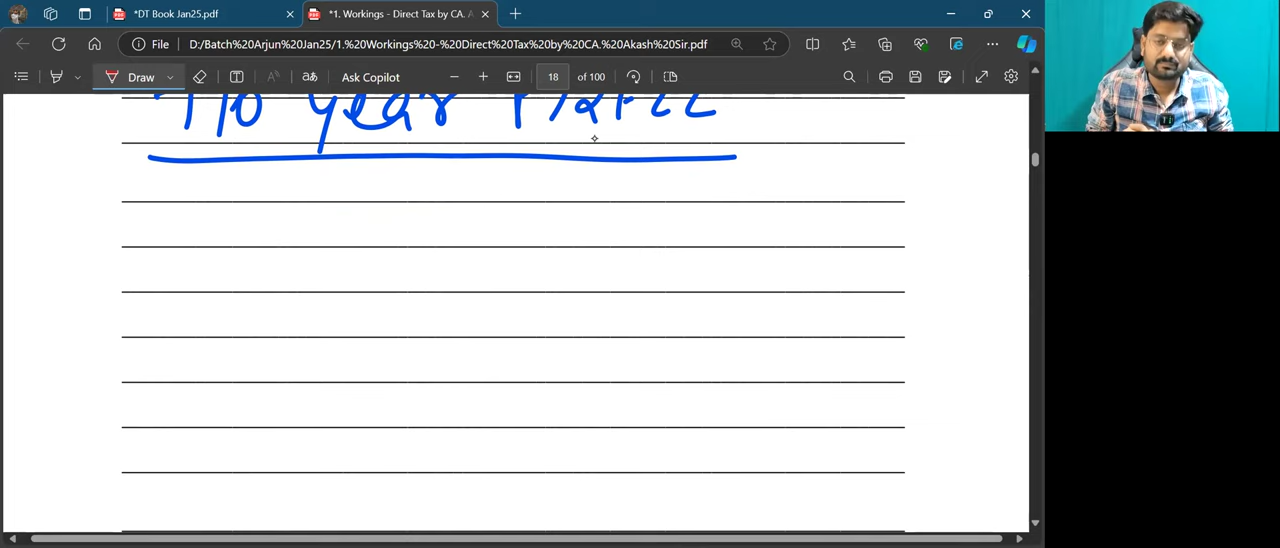 *DT Book Jan25.pdf
*1. Workings - Direct Tax by CA. A
File
D:/Batch%20Arjun%20Jan25/1.%20Workings%20-%20Direct%20Tax%20by%20CA.%20Akash%20Sir.pdf
Draw
Ask Copilot
18 of 100
year